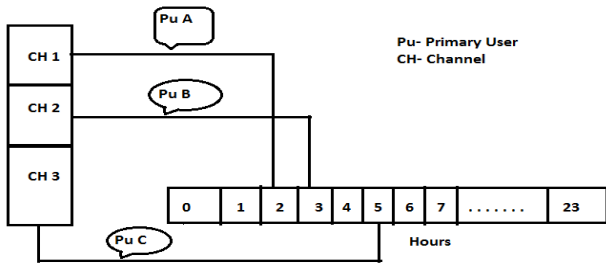 Pu A
Pu- Primary User
CH- Channel
CH 1
Pu B
CH 2
CH 3
0 1 2 3 4 5 6 7 ....... 23
Pu C
Hours